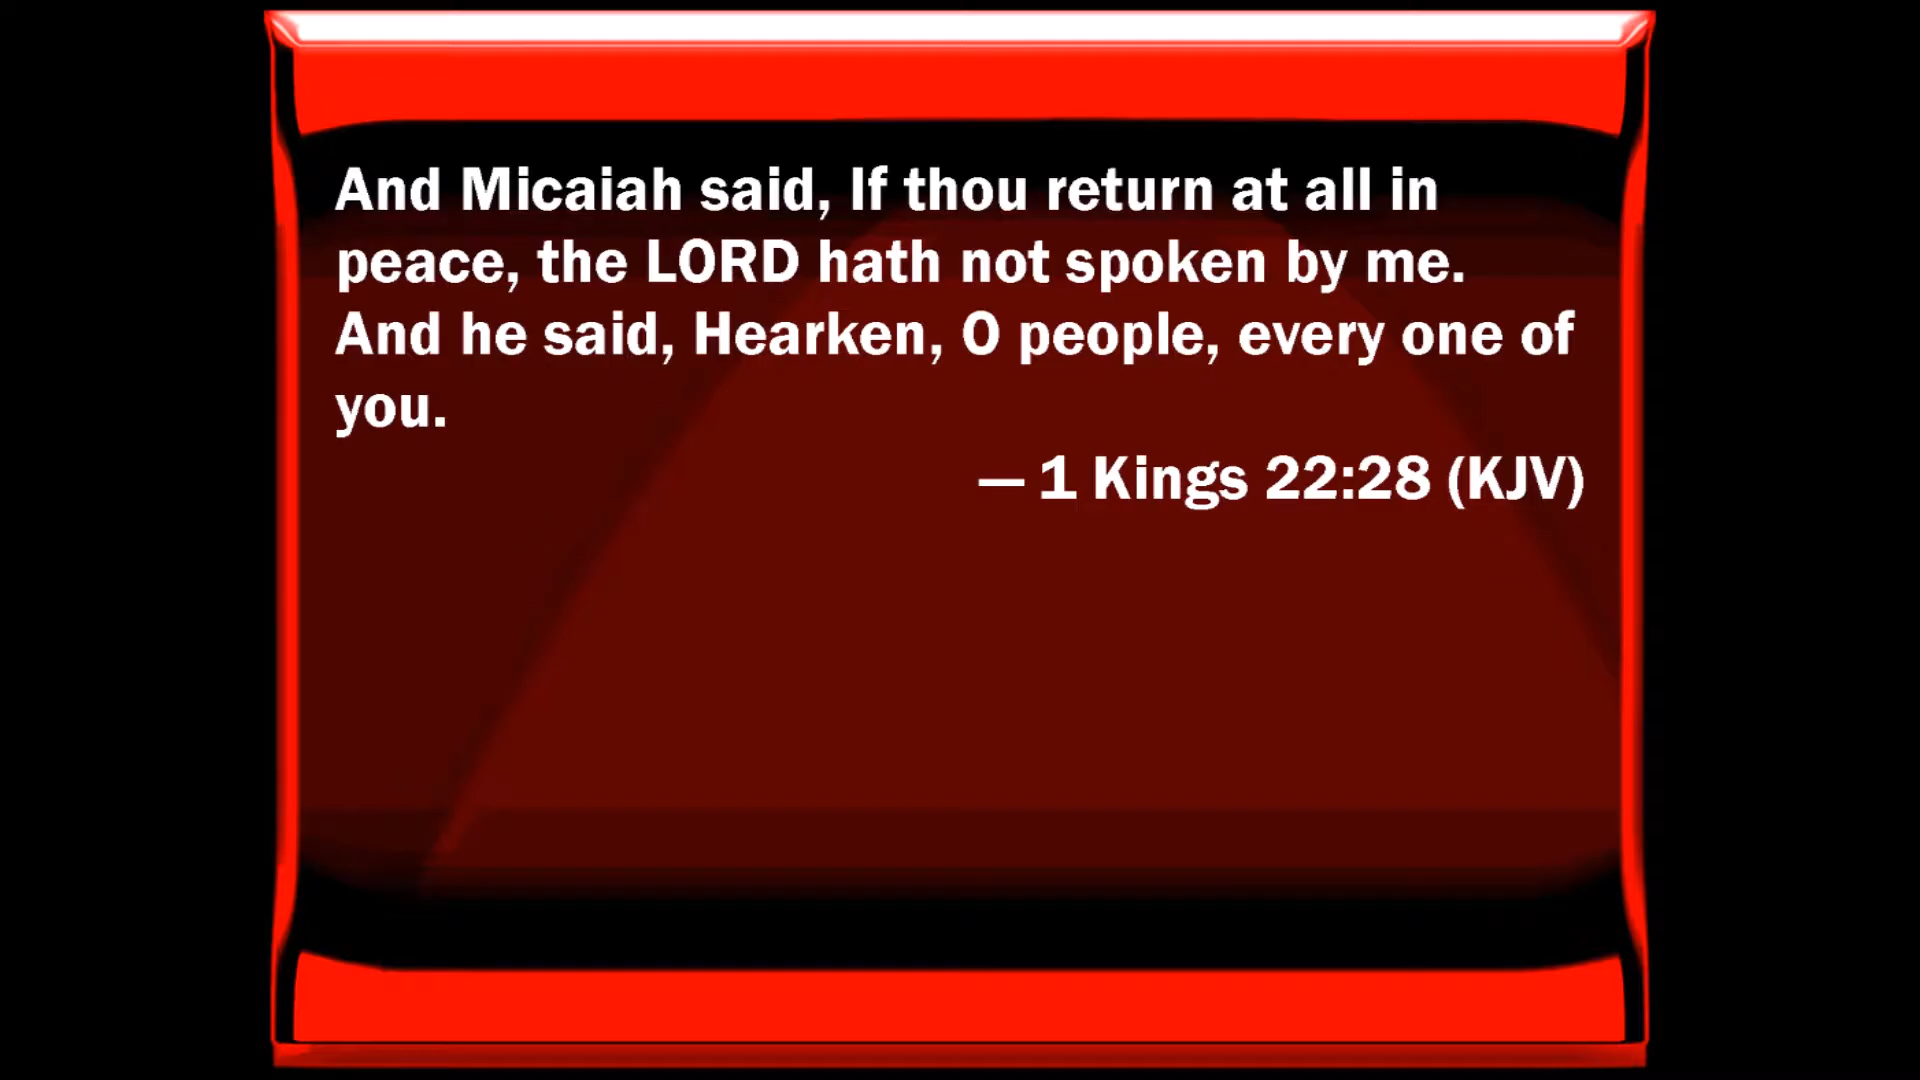 And Micaiah said, If thou return at all in
peace, the LORD hath not spoken by me.
And he said, Hearken, O people, every one of
you.
— 1 Kings 22:28 (KJV)